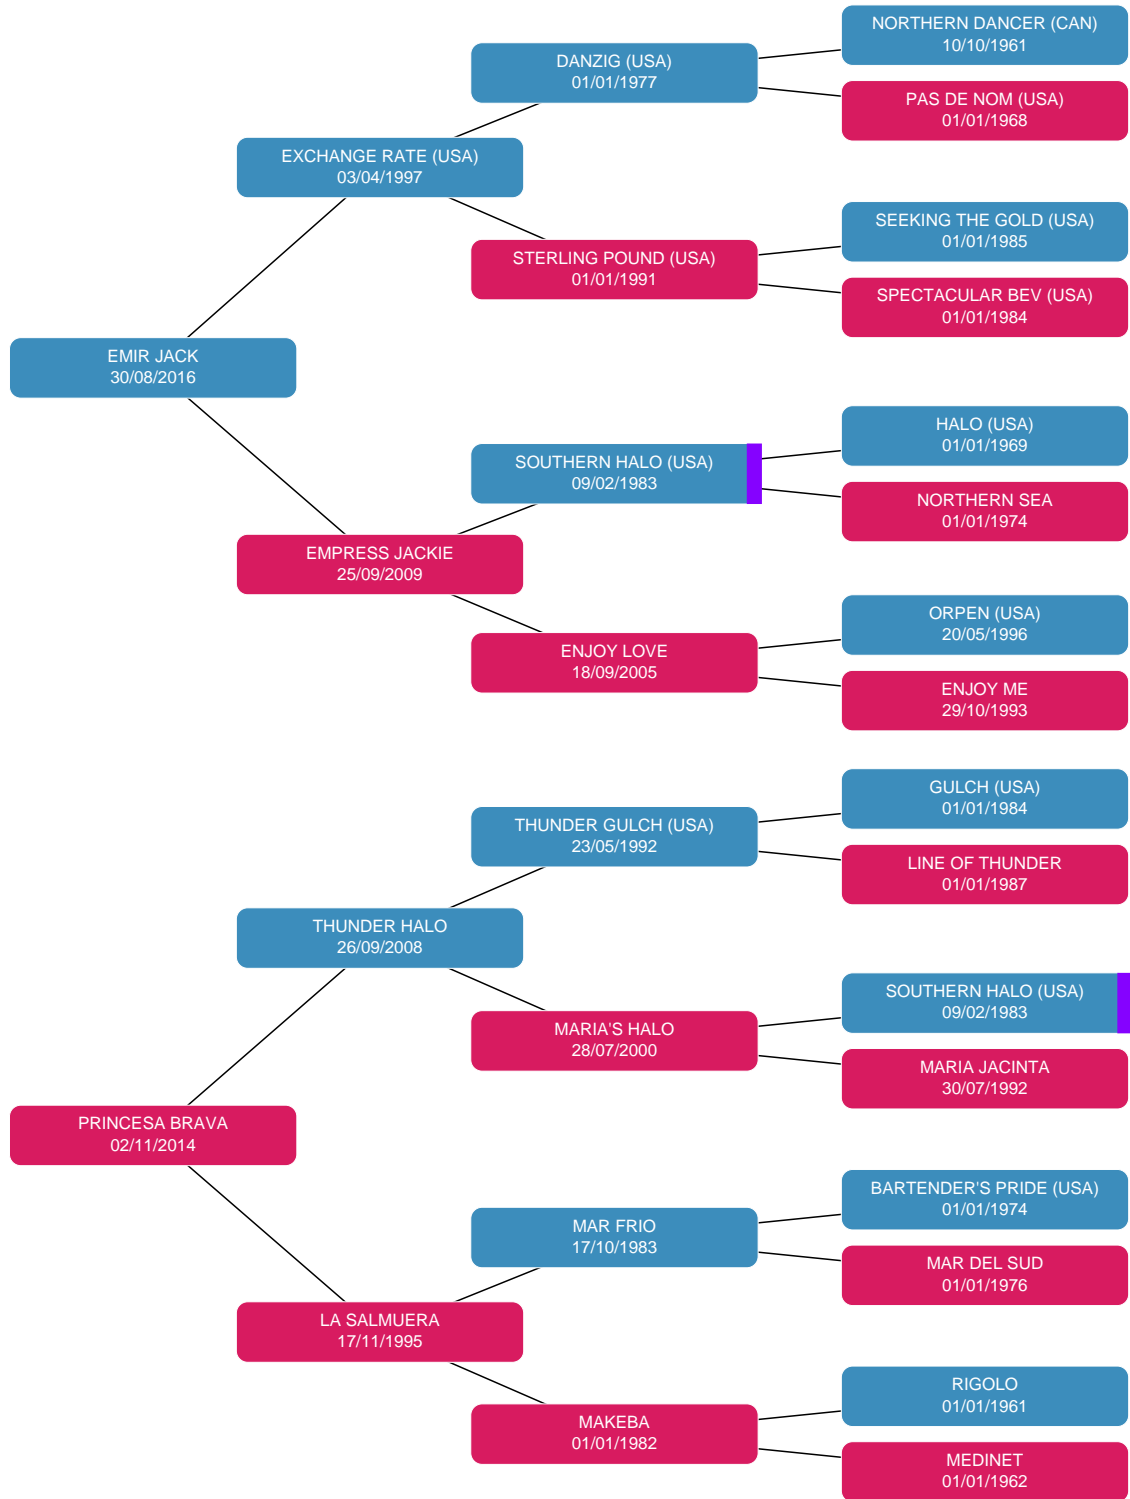 NORTHERN DANCER (CAN)
10/10/1961
DANZIG (USA)
01/01/1977
PAS DE NOM (USA)
01/01/1968
EXCHANGE RATE (USA)
03/04/1997
SEEKING THE GOLD (USA)
01/01/1985
STERLING POUND (USA)
01/01/1991
SPECTACULAR BEV (USA)
01/01/1984
EMIR JACK
30/08/2016
HALO (USA)
01/01/1969
SOUTHERN HALO (USA)
09/02/1983
NORTHERN SEA
01/01/1974
EMPRESS JACKIE
25/09/2009
ORPEN (USA)
20/05/1996
ENJOY LOVE
18/09/2005
ENJOY ME
29/10/1993
GULCH (USA)
01/01/1984
THUNDER GULCH (USA)
23/05/1992
LINE OF THUNDER
01/01/1987
THUNDER HALO
26/09/2008
SOUTHERN HALO (USA)
09/02/1983
MARIA'S HALO
28/07/2000
MARIA JACINTA
30/07/1992
PRINCESA BRAVA
02/11/2014
BARTENDER'S PRIDE (USA)
01/01/1974
MAR FRIO
17/10/1983
MAR DEL SUD
01/01/1976
LA SALMUERA
17/11/1995
RIGOLO
01/01/1961
MAKEBA
01/01/1982
MEDINET
01/01/1962